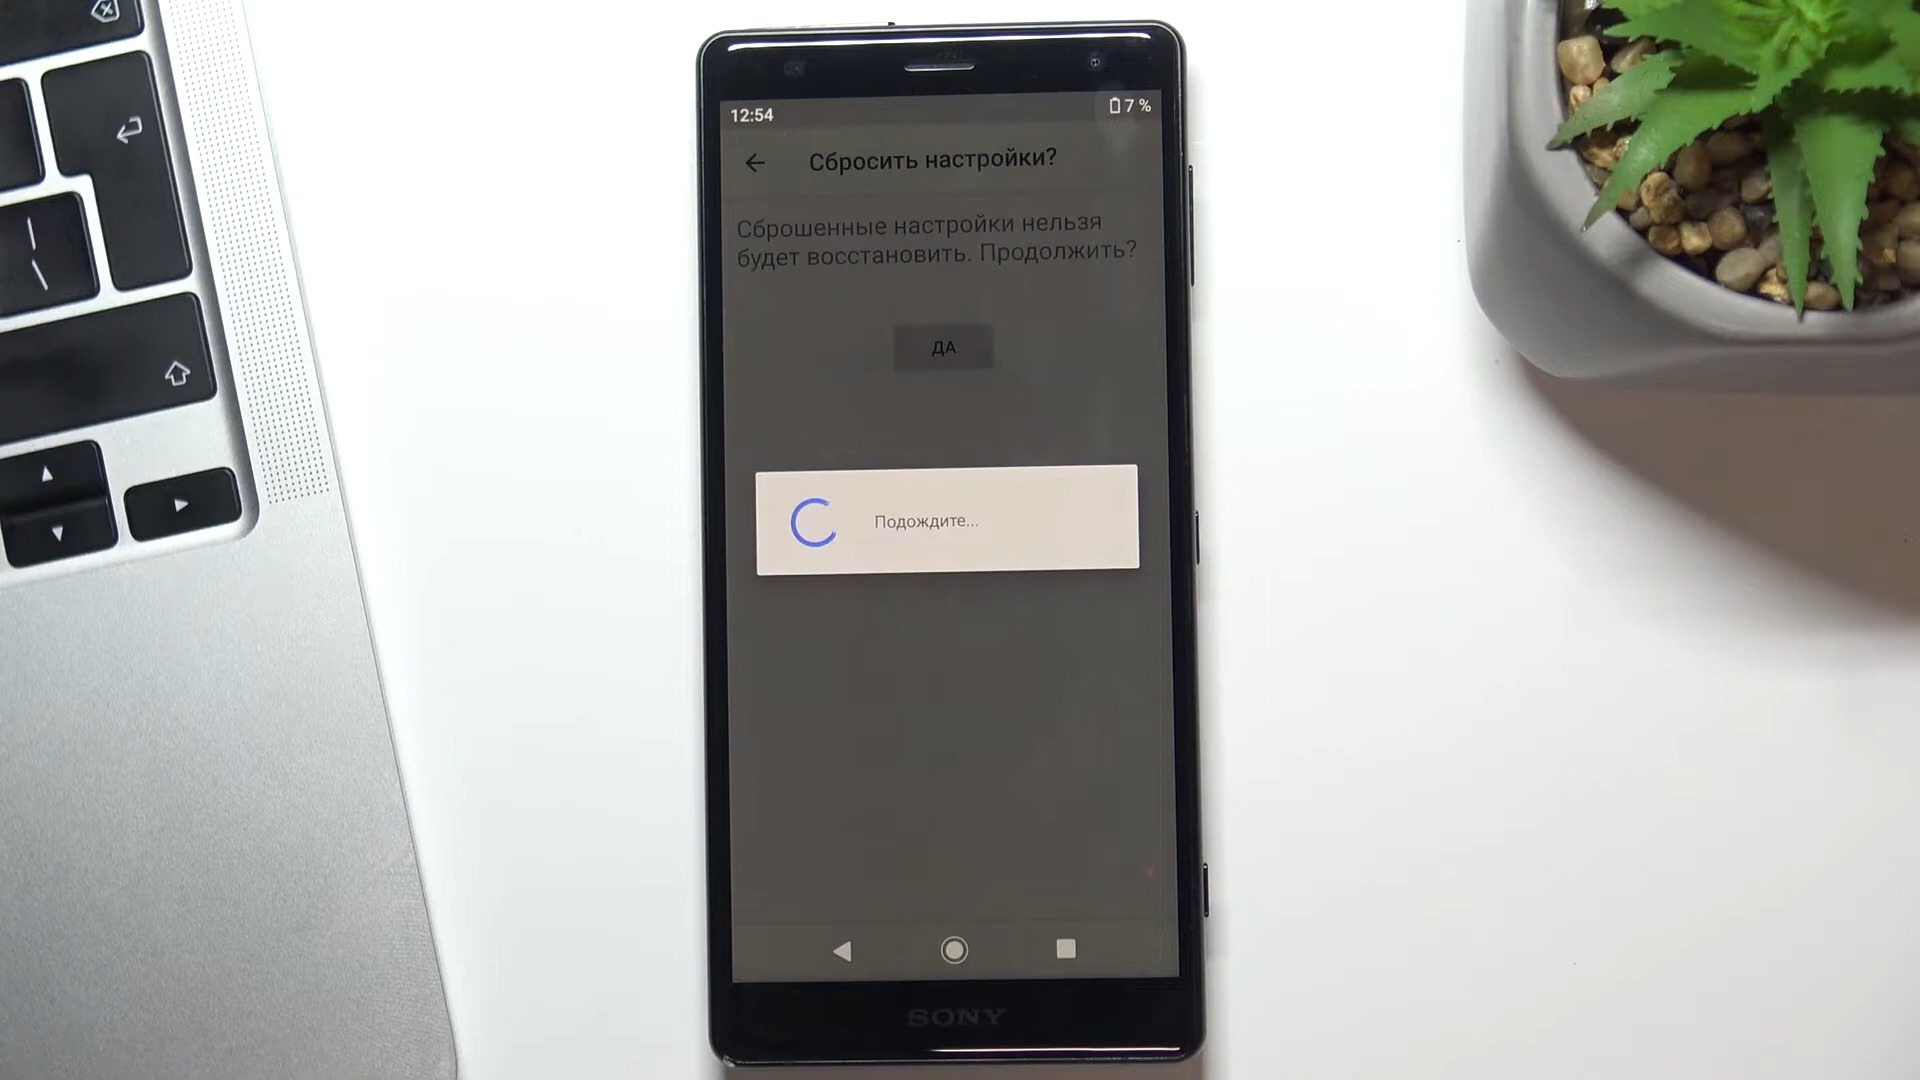 12:54
7 %
Сбросить настройки?
Сброшенные настройки нельзя
будет восстановить. Продолжить?
ДА
Подождите...
SONY